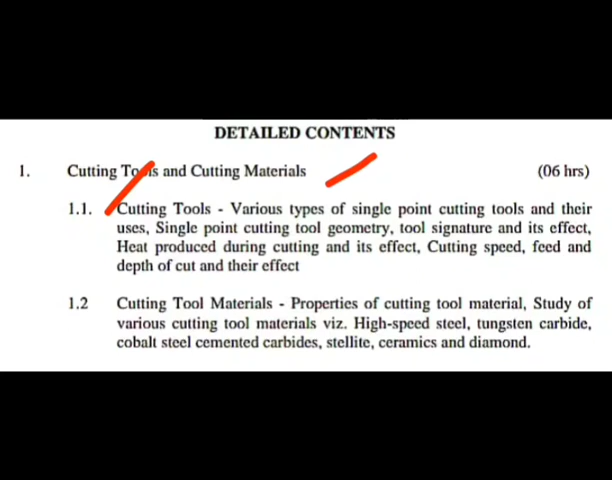 DETAILED CONTENTS
1. Cutting Tools and Cutting Materials (06 hrs)
1.1. Cutting Tools - Various types of single point cutting tools and their
uses, Single point cutting tool geometry, tool signature and its effect,
Heat produced during cutting and its effect, Cutting speed, feed and
depth of cut and their effect
1.2 Cutting Tool Materials - Properties of cutting tool material, Study of
various cutting tool materials viz. High-speed steel, tungsten carbide,
cobalt steel cemented carbides, stellite, ceramics and diamond.